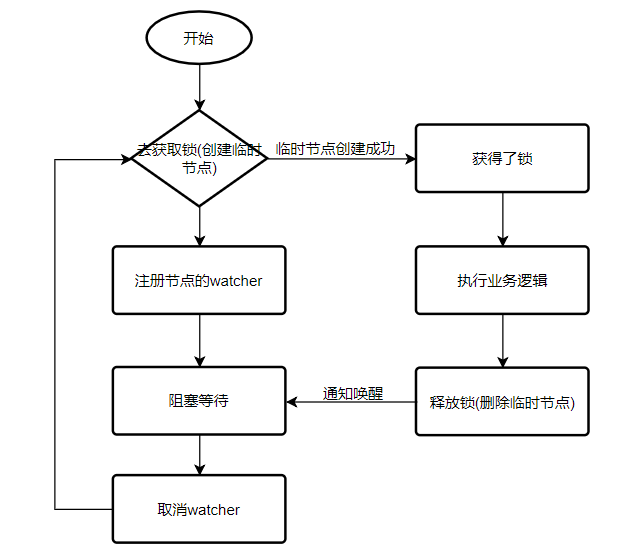 开始
去获取锁(创建临时
节点)
临时节点创建成功
获得了锁
注册节点的watcher
执行业务逻辑
阻塞等待
通知唤醒
释放锁(删除临时节点)
取消watcher